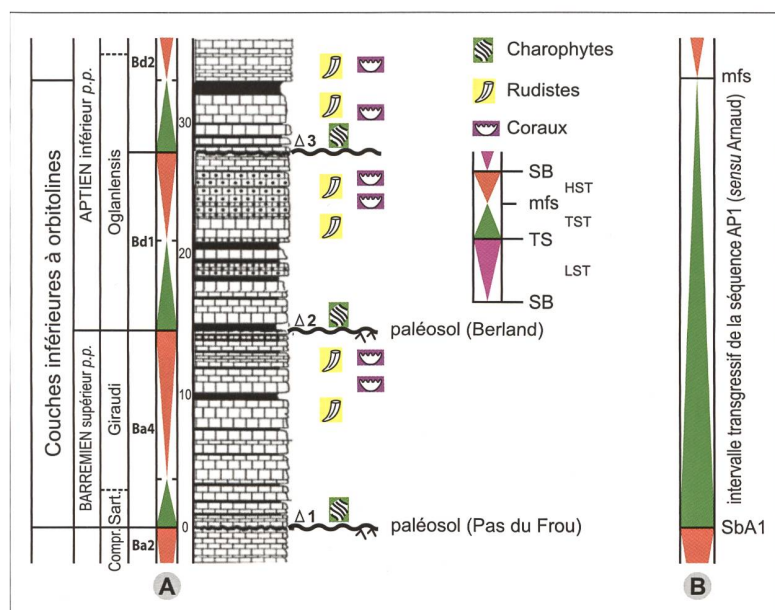 Couches inférieures à orbitolines
APTIEN inférieur p.p.
BARREMIEN supérieur p.p.
Oglanlensis
Giraudi
Sart.
Compr.
Bd2
Bd1
Ba4
Ba2
30
20
10
0
Δ3
Δ2
paléosol (Berland)
Δ1
paléosol (Pas du Frou)
Charophytes
Rudistes
Coraux
SB
HST
mfs
TST
TS
LST
SB
mfs
intervalle transgressif de la séquence AP1 (sensu Arnaud)
SbA1
A
B